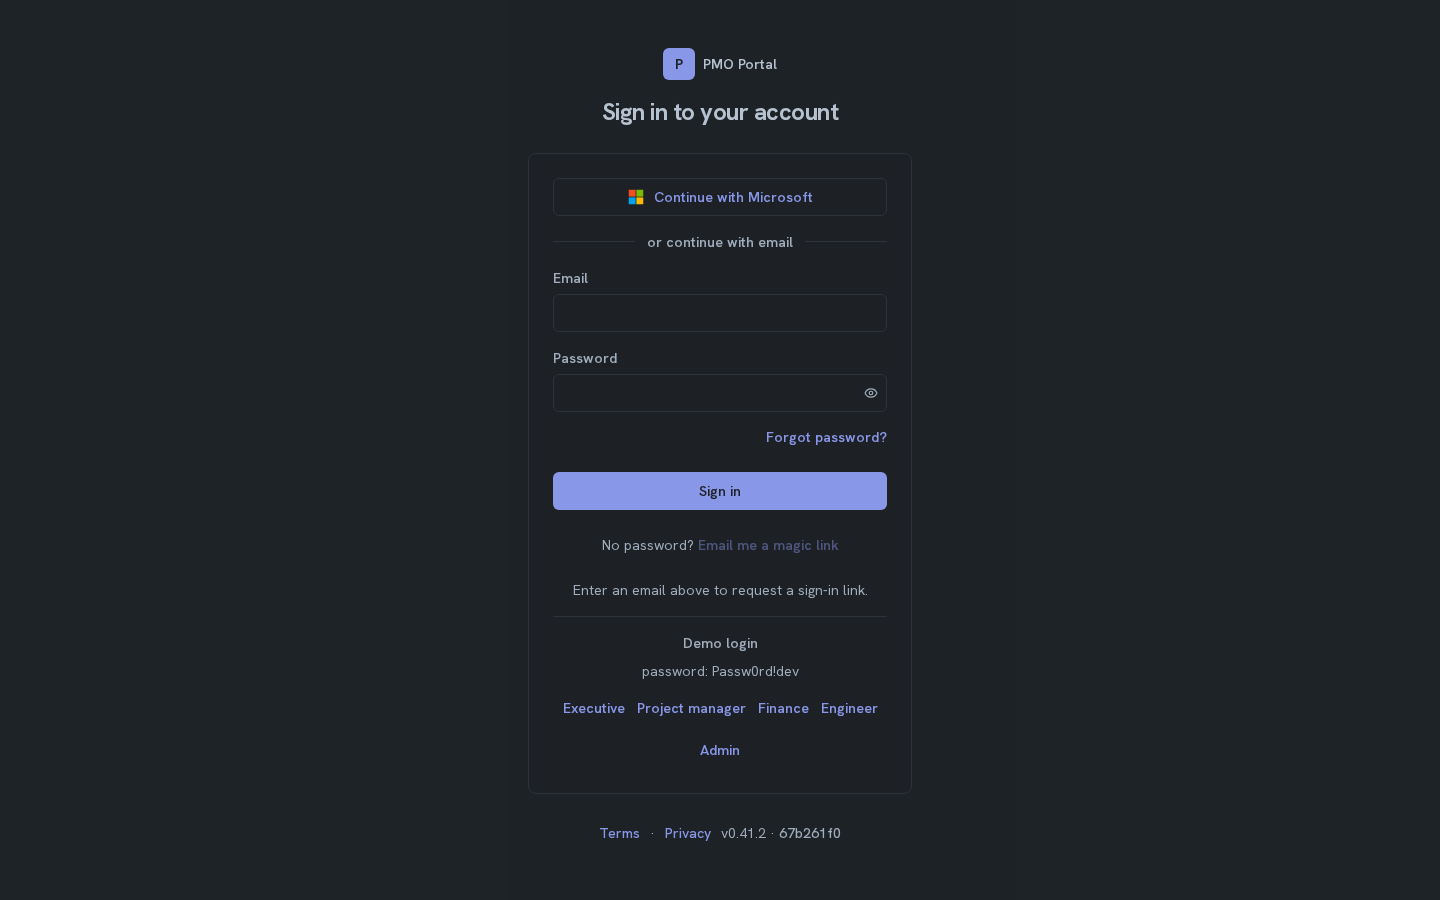 P PMO Portal
Sign in to your account
Continue with Microsoft
or continue with email
Email
Password
Forgot password?
Sign in
No password? Email me a magic link
Enter an email above to request a sign-in link.
Demo login
password: Passw0rd!dev
Executive Project manager Finance Engineer
Admin
Terms · Privacy v0.41.2 · 67b261f0